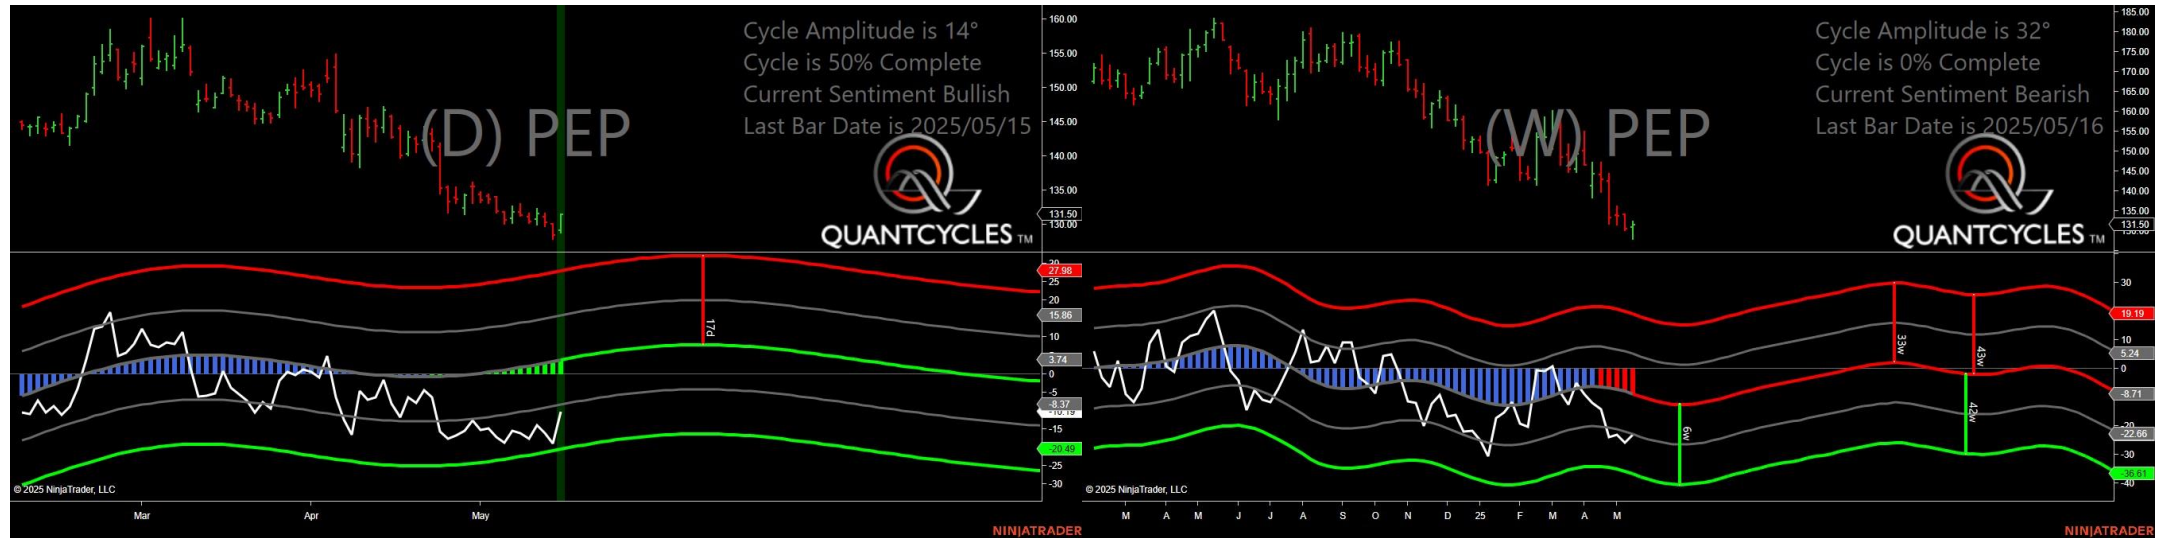 Cycle Amplitude is 14°
Cycle is 50% Complete
Current Sentiment Bullish
Last Bar Date is 2025/05/15
(D) PEP
QUANTCYCLES TM
160.00
155.00
150.00
145.00
140.00
135.00
131.50
130.00
27.98
25
20
15.86
10
3.74
0
-5
-8.37
-10.19
-15
-20.49
-25
-30
17d
© 2025 NinjaTrader, LLC
Mar
Apr
May
NINJATRADER
Cycle Amplitude is 32°
Cycle is 0% Complete
Current Sentiment Bearish
Last Bar Date is 2025/05/16
(W) PEP
QUANTCYCLES TM
185.00
180.00
175.00
170.00
165.00
160.00
155.00
150.00
145.00
140.00
135.00
131.50
30
19.19
10
5.24
0
-8.71
-22.66
-30
-36.61
-40
33w
43w
6w
42w
© 2025 NinjaTrader, LLC
M A M J J A S O N D 25 F M A M
NINJATRADER